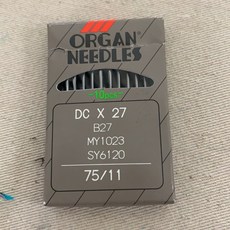 ORGAN
NEEDLES
DC X 27
B27
MY1023
SY6120
75/11